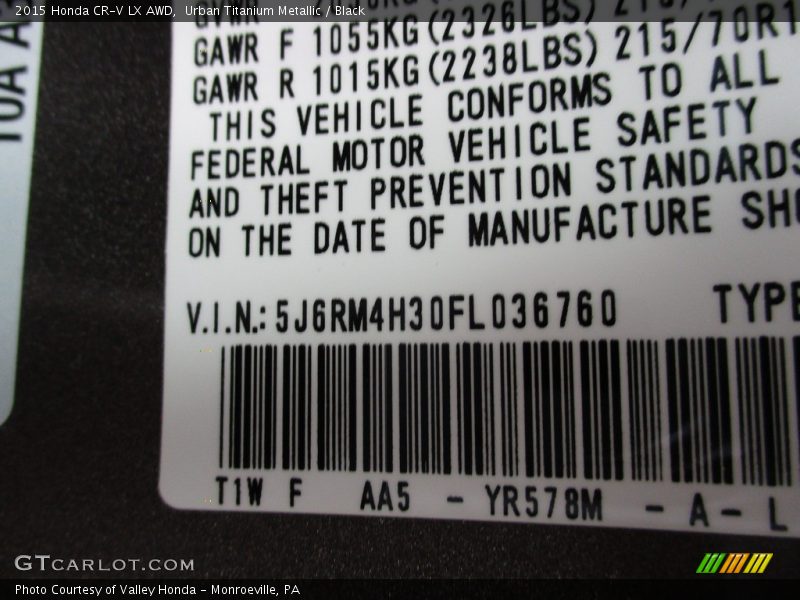 2015 Honda CR-V LX AWD, Urban Titanium Metallic / Black
GAWR F 1055KG (2326LBS)
GAWR R 1015KG (2238LBS) 215/70R1
THIS VEHICLE CONFORMS TO ALL
FEDERAL MOTOR VEHICLE SAFETY
AND THEFT PREVENTION STANDARDS
ON THE DATE OF MANUFACTURE SH
V.I.N.: 5J6RM4H30FL036760 TYPE
T1W F AA5 - YR578M - A - L
10A
GTCARLOT.COM
Photo Courtesy of Valley Honda - Monroeville, PA